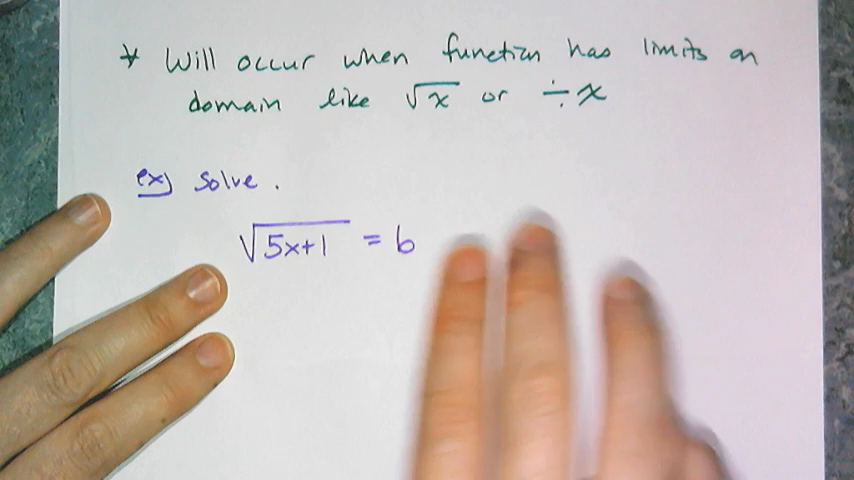 * Will occur when function has limits on
domain like √x or ÷x
ex) Solve.
√5x+1 = 6